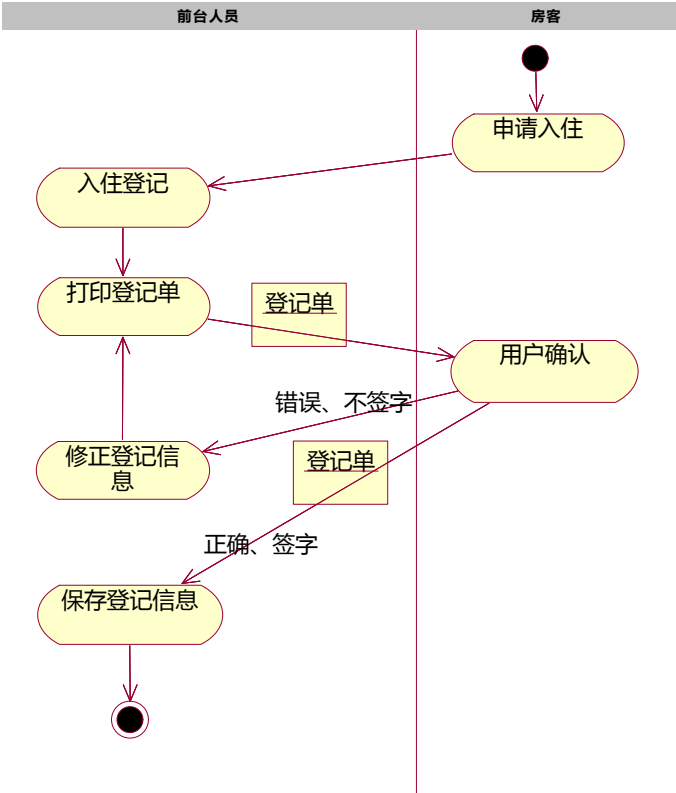 前台人员
房客
申请入住
入住登记
打印登记单
登记单
用户确认
错误、不签字
修正登记信
息
登记单
正确、签字
保存登记信息